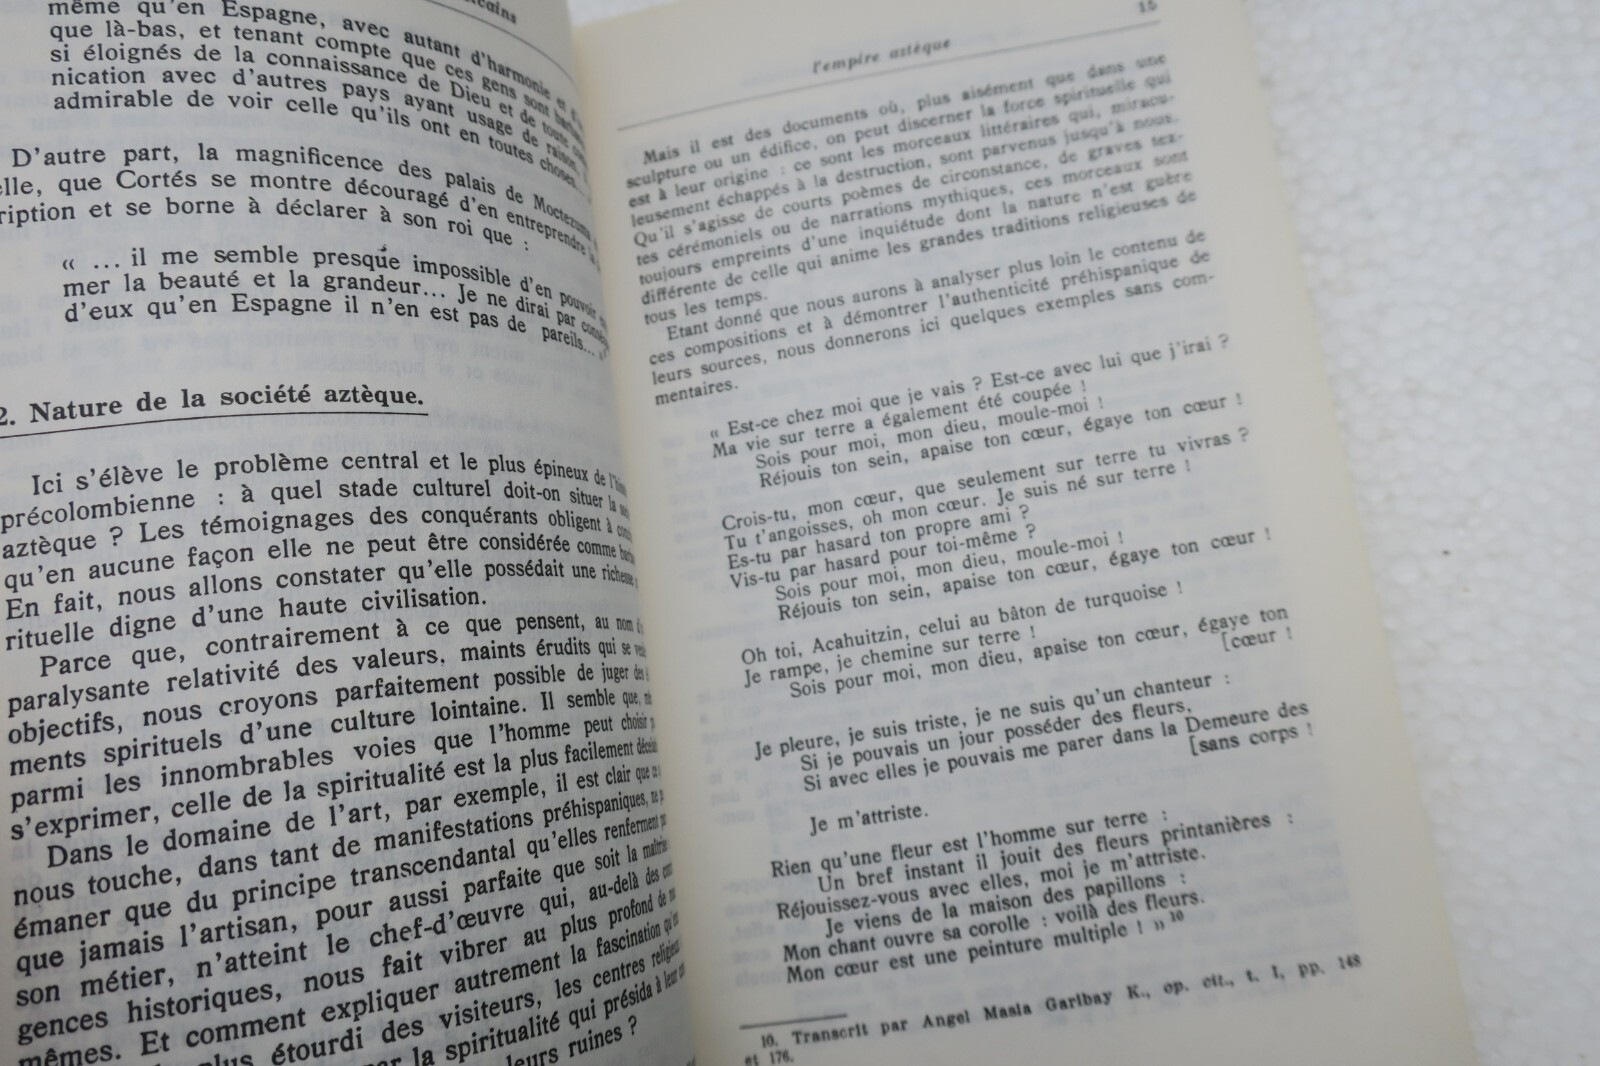 même qu'en Espagne, avec autant d'harmonie et
que là-bas, et tenant compte que ces gens sont
si éloignés de la connaissance de Dieu et de toute
nication avec d'autres pays ayant usage de raison,
admirable de voir celle qu'ils ont en toutes choses...
D'autre part, la magnificence des palais de Moctezuma
elle, que Cortés se montre découragé d'en entreprendre
ription et se borne à déclarer à son roi que :
« ... il me semble presque impossible d'en pouvoir
mer la beauté et la grandeur... Je ne dirai par
d'eux qu'en Espagne il n'en est pas de pareils... »
2. Nature de la société aztèque.
Ici s'élève le problème central et le plus épineux de
précolombienne : à quel stade culturel doit-on situer la
aztèque ? Les témoignages des conquérants obligent à
qu'en aucune façon elle ne peut être considérée comme
En fait, nous allons constater qu'elle possédait une richesse
rituelle digne d'une haute civilisation.
Parce que, contrairement à ce que pensent, au nom
paralysante relativité des valeurs, maints érudits qui se
objectifs, nous croyons parfaitement possible de juger des
ments spirituels d'une culture lointaine. Il semble que,
parmi les innombrables voies que l'homme peut choisir
s'exprimer, celle de la spiritualité est la plus facilement
Dans le domaine de l'art, par exemple, il est clair que
nous touche, dans tant de manifestations préhispaniques, ne
émaner que du principe transcendantal qu'elles renferment
que jamais l'artisan, pour aussi parfaite que soit la
son métier, n'atteint le chef-d'œuvre qui, au-delà des
gences historiques, nous fait vibrer au plus profond de
mêmes. Et comment expliquer autrement la fascination
plus étourdi des visiteurs, les centres
la spiritualité qui présida à leur
leurs ruines ?
l'empire aztèque
15
Mais il est des documents où, plus aisément que dans une
sculpture ou un édifice, on peut discerner la force spirituelle qui
est à leur origine : ce sont les morceaux littéraires qui, miracu-
leusement échappés à la destruction, sont parvenus jusqu'à nous.
Qu'il s'agisse de courts poèmes de circonstance, de graves tex-
tes cérémoniels ou de narrations mythiques, ces morceaux sont
toujours empreints d'une inquiétude dont la nature n'est guère
différente de celle qui anime les grandes traditions religieuses de
tous les temps.
Etant donné que nous aurons à analyser plus loin le contenu de
ces compositions et à démontrer l'authenticité préhispanique de
leurs sources, nous donnerons ici quelques exemples sans com-
mentaires.
« Est-ce chez moi que je vais ? Est-ce avec lui que j'irai ?
Ma vie sur terre a également été coupée !
Sois pour moi, mon dieu, moule-moi !
Réjouis ton sein, apaise ton cœur, égaye ton cœur !
Crois-tu, mon cœur, que seulement sur terre tu vivras ?
Tu t'angoisses, oh mon cœur. Je suis né sur terre !
Es-tu par hasard ton propre ami ?
Vis-tu par hasard pour toi-même ?
Sois pour moi, mon dieu, moule-moi !
Réjouis ton sein, apaise ton cœur, égaye ton cœur !
Oh toi, Acahuitzin, celui au bâton de turquoise !
Je rampe, je chemine sur terre !
Sois pour moi, mon dieu, apaise ton cœur, égaye ton
[cœur !
Je pleure, je suis triste, je ne suis qu'un chanteur :
Si je pouvais un jour posséder des fleurs,
Si avec elles je pouvais me parer dans la Demeure des
[sans corps !
Je m'attriste.
Rien qu'une fleur est l'homme sur terre :
Un bref instant il jouit des fleurs printanières :
Réjouissez-vous avec elles, moi je m'attriste.
Je viens de la maison des papillons :
Mon chant ouvre sa corolle : voilà des fleurs.
Mon cœur est une peinture multiple ! » 10
10. Transcrit par Angel Masia Garibay K., op. cit., t. I, pp. 148
et 176.